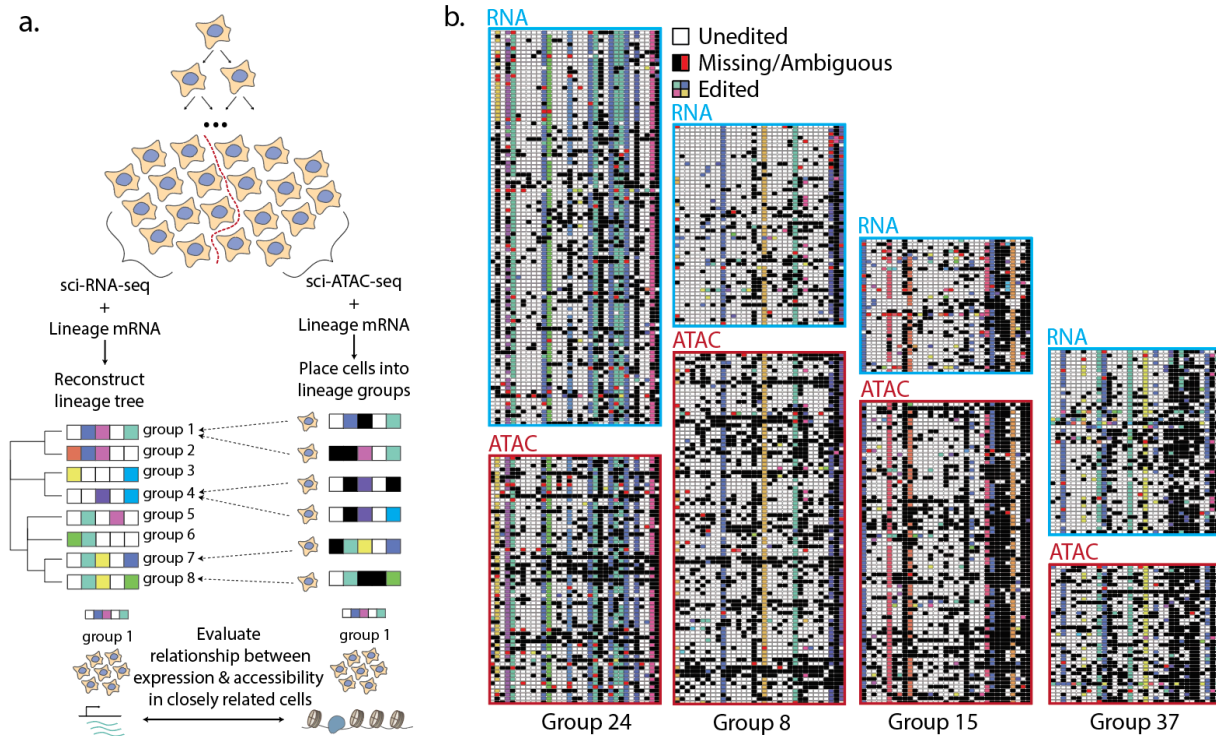 a.
•••
sci-RNA-seq
+
Lineage mRNA
Reconstruct
lineage tree
sci-ATAC-seq
+
Lineage mRNA
Place cells into
lineage groups
group 1
group 2
group 3
group 4
group 5
group 6
group 7
group 8
group 1
Evaluate
relationship between
expression & accessibility
in closely related cells
group 1
b.
RNA
Unedited
Missing/Ambiguous
Edited
RNA
RNA
RNA
ATAC
ATAC
ATAC
ATAC
Group 24
Group 8
Group 15
Group 37